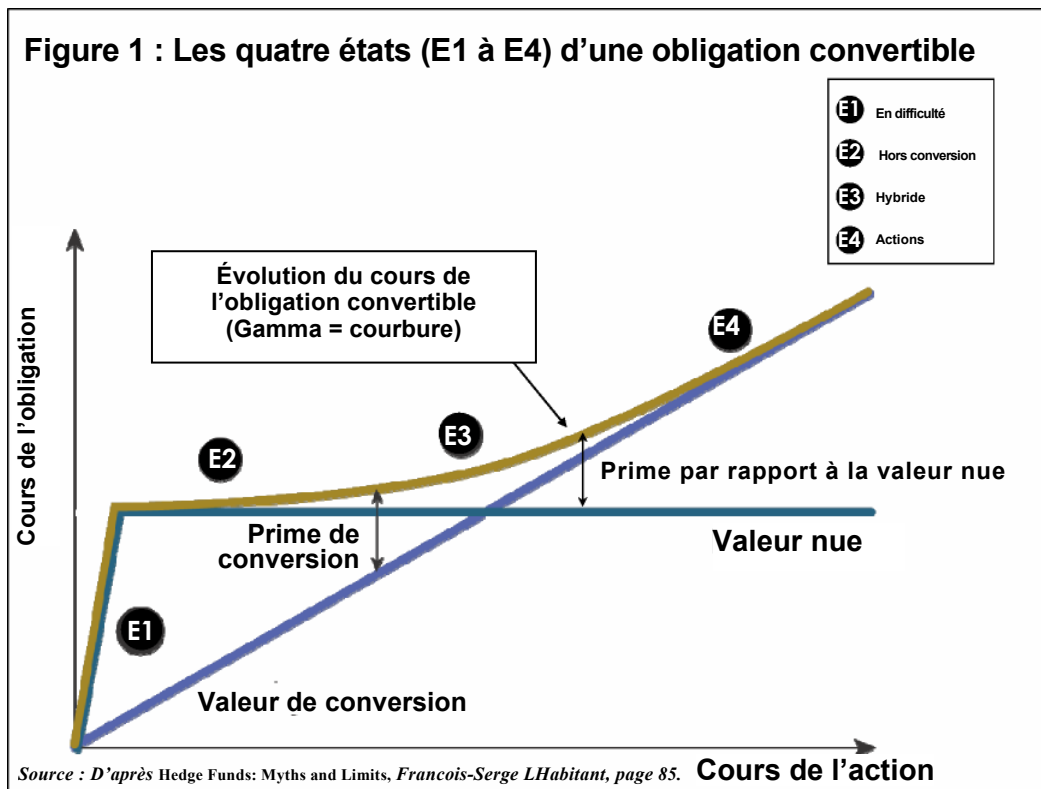 Figure 1 : Les quatre états (E1 à E4) d’une obligation convertible
E1 En difficulté
E2 Hors conversion
E3 Hybride
E4 Actions
Évolution du cours de
l’obligation convertible
(Gamma = courbure)
E4
E3
E2
Cours de l’obligation
Prime par rapport à la valeur nue
Prime de
conversion
Valeur nue
E1
Valeur de conversion
Source : D’après Hedge Funds: Myths and Limits, Francois-Serge LHabitant, page 85.
Cours de l’action